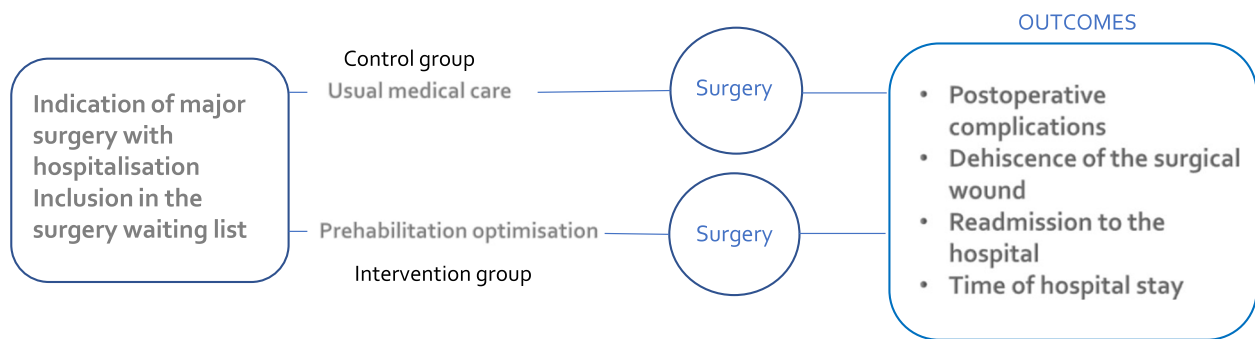 Indication of major
surgery with
hospitalisation
Inclusion in the
surgery waiting list
Control group
Usual medical care
Surgery
Prehabilitation optimisation
Intervention group
Surgery
OUTCOMES
• Postoperative
complications
• Dehiscence of the surgical
wound
• Readmission to the
hospital
• Time of hospital stay